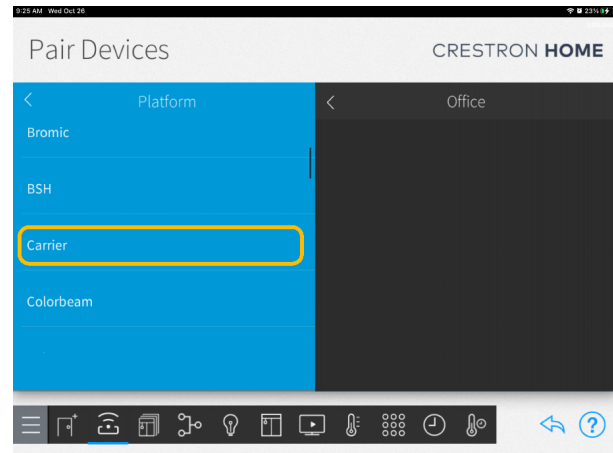 9:25 AM Wed Oct 26
23%
Pair Devices
CRESTRON HOME
Platform
Office
Bromic
BSH
Carrier
Colorbeam
?